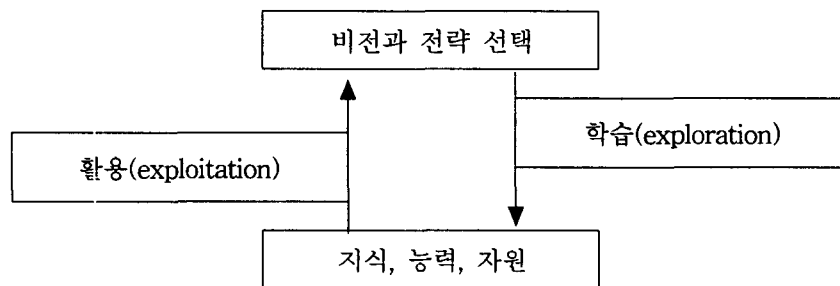 비전과 전략 선택
학습(exploration)
활용(exploitation)
지식, 능력, 자원